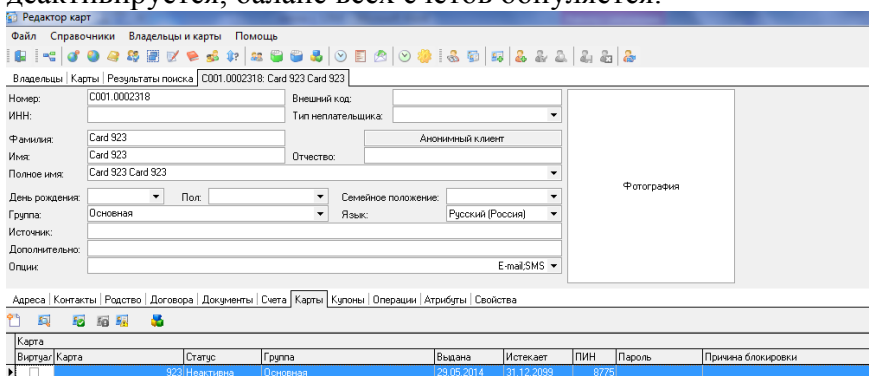 деактивируется, баланс всех счетов обнуляется.
Редактор карт
Файл Справочники Владельцы и карты Помощь
Владельцы Карты Результаты поиска C001.0002318: Card 923 Card 923
Номер: C001.0002318 Внешний код:
ИНН: Тип неплательщика:
Фамилия: Card 923 Анонимный клиент
Имя: Card 923 Отчество:
Полное имя: Card 923 Card 923
Фотография
День рождения: Пол: Семейное положение:
Группа: Основная Язык: Русский (Россия)
Источник:
Дополнительно:
Опции: E-mail;SMS
Адреса Контакты Родство Договора Документы Счета Карты Купоны Операции Атрибуты Свойства
Карта
Виртуал Карта Статус Группа Выдана Истекает ПИН Пароль Причина блокировки
923 Неактивна Основная 29.05.2014 31.12.2099 8775